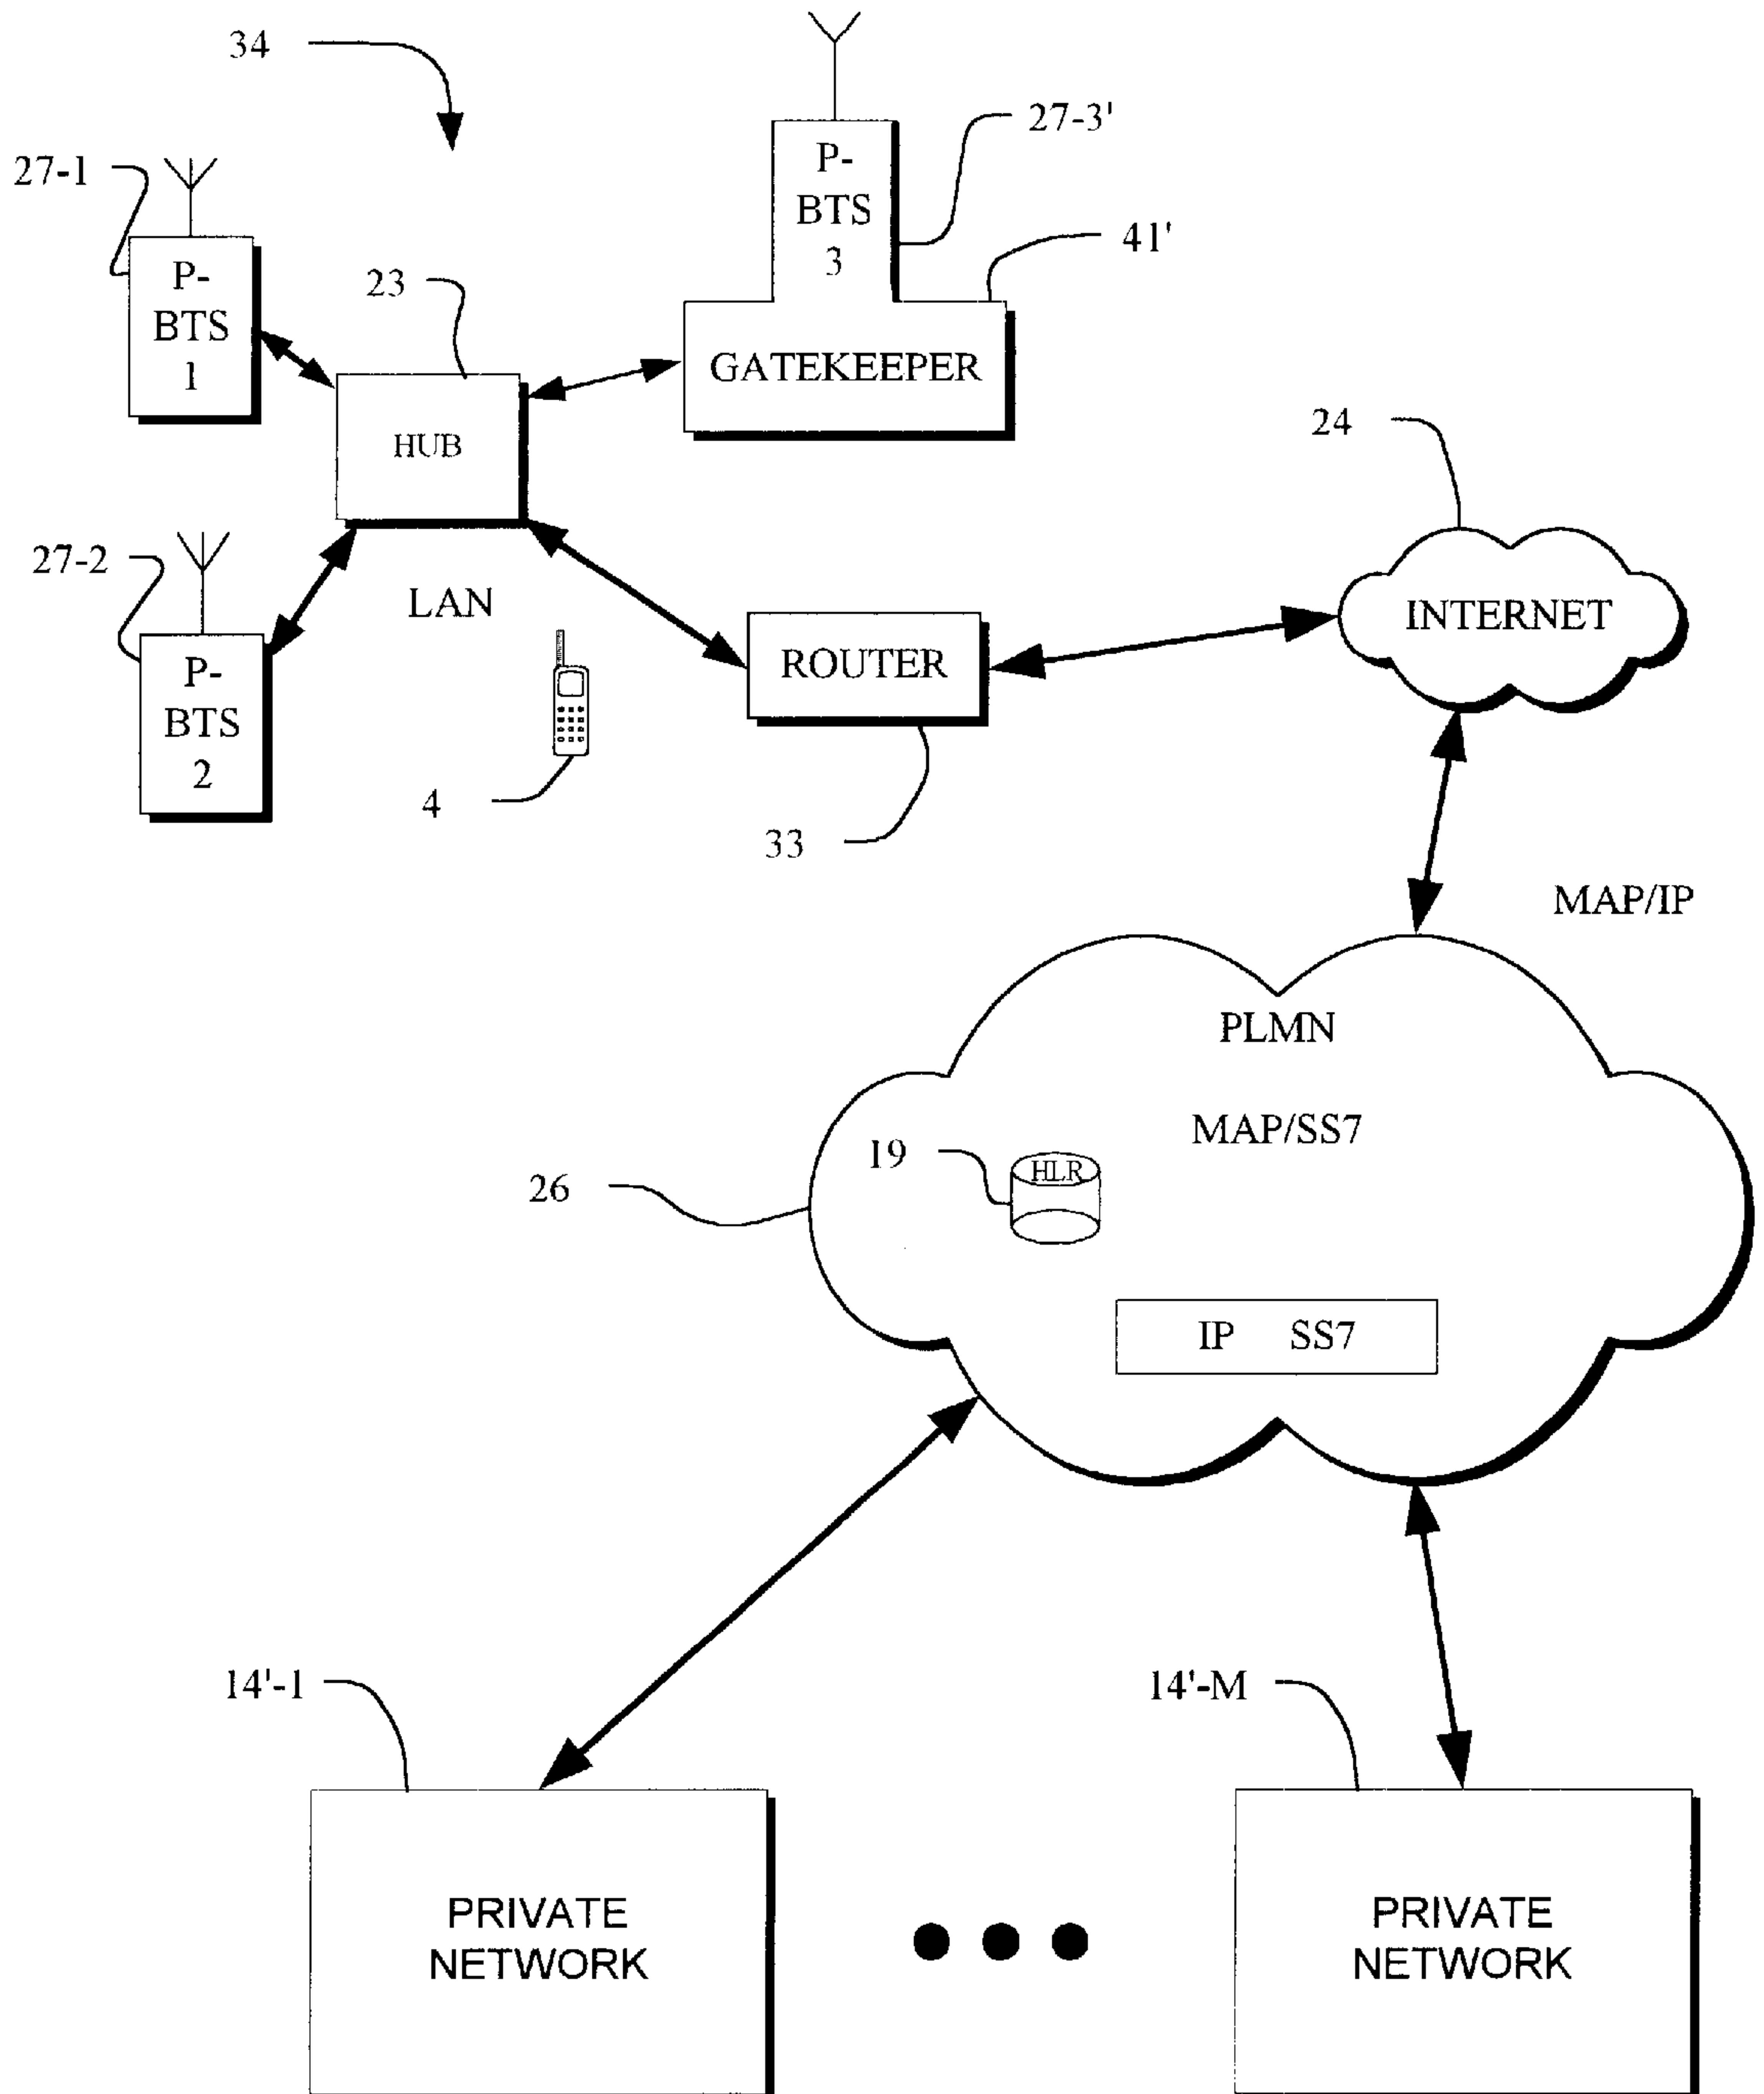 34
27-3'
27-1
P-
BTS
3
41'
P-
BTS
1
23
GATEKEEPER
HUB
24
27-2
LAN
INTERNET
P-
BTS
2
ROUTER
4
33
MAP/IP
PLMN
MAP/SS7
19
HLR
26
IP SS7
14'-1
14'-M
PRIVATE
NETWORK
PRIVATE
NETWORK